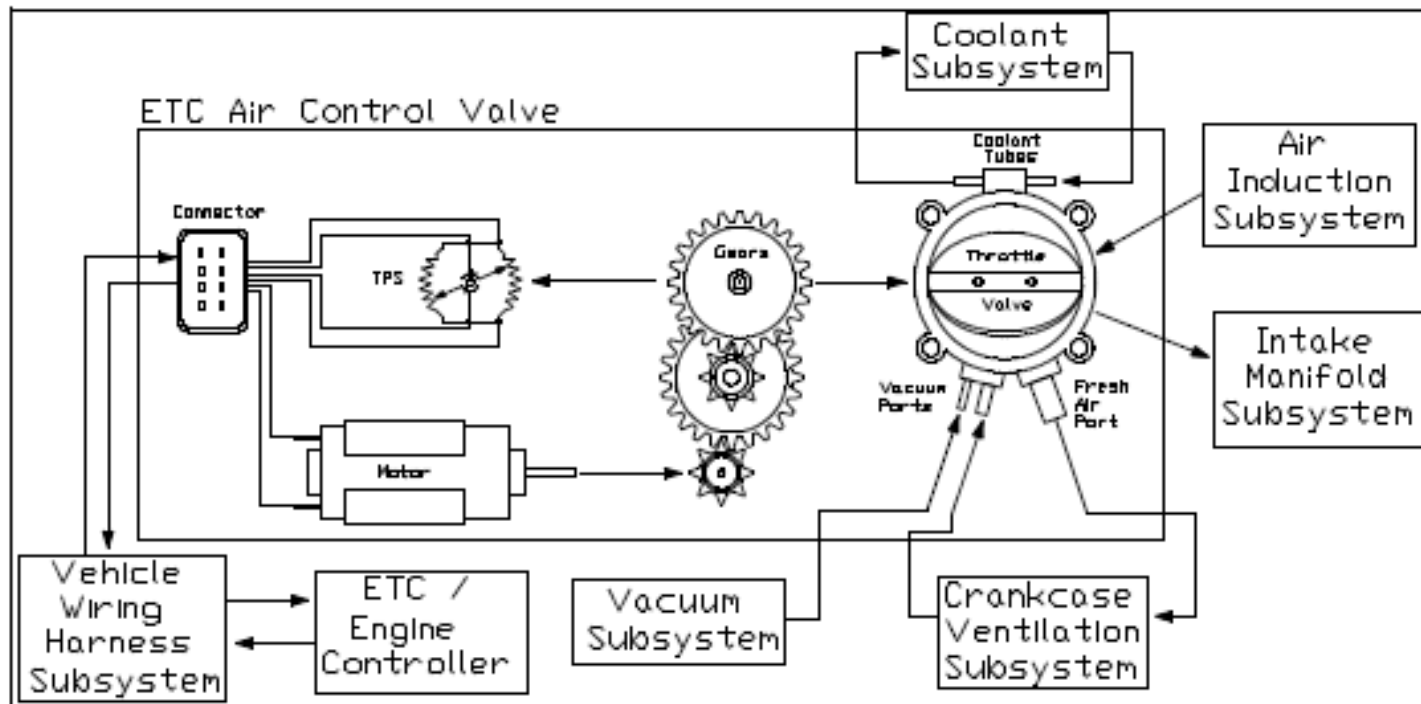 Coolant
Subsystem
ETC Air Control Valve
Coolant
Tubes
Air
Induction
Subsystem
Connector
TPS
Gears
Throttle
Valve
Intake
Manifold
Subsystem
Vacuum
Ports
Fresh
Air
Port
Motor
Vehicle
Wiring
Harness
Subsystem
ETC /
Engine
Controller
Vacuum
Subsystem
Crankcase
Ventilation
Subsystem